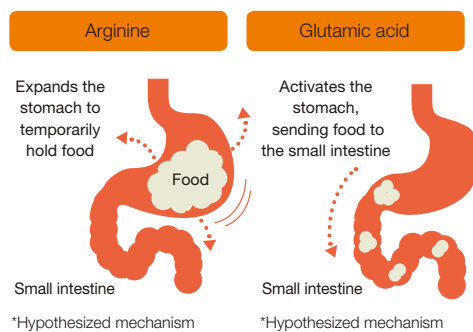 Arginine
Expands the
stomach to
temporarily
hold food
Food
Small intestine
*Hypothesized mechanism
Glutamic acid
Activates the
stomach,
sending food to
the small intestine
Small intestine
*Hypothesized mechanism